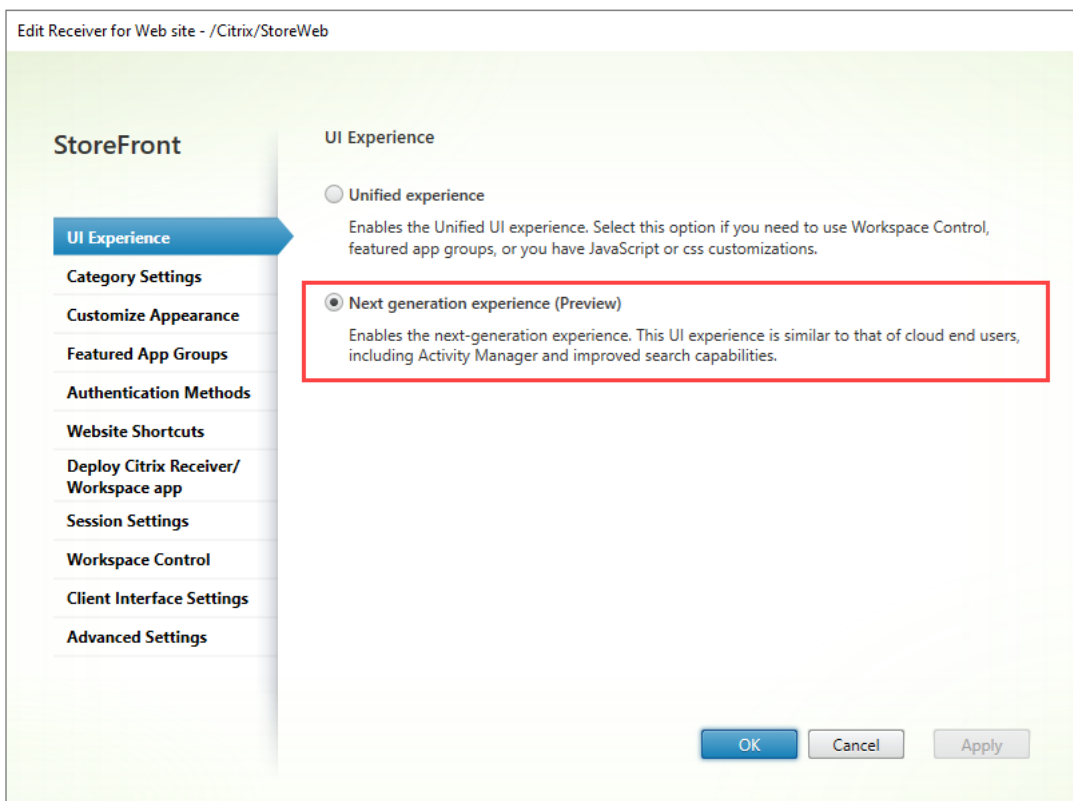 Edit Receiver for Web site - /Citrix/StoreWeb
StoreFront
UI Experience
Category Settings
Customize Appearance
Featured App Groups
Authentication Methods
Website Shortcuts
Deploy Citrix Receiver/
Workspace app
Session Settings
Workspace Control
Client Interface Settings
Advanced Settings
UI Experience
Unified experience
Enables the Unified UI experience. Select this option if you need to use Workspace Control,
featured app groups, or you have JavaScript or css customizations.
Next generation experience (Preview)
Enables the next-generation experience. This UI experience is similar to that of cloud end users,
including Activity Manager and improved search capabilities.
OK
Cancel
Apply